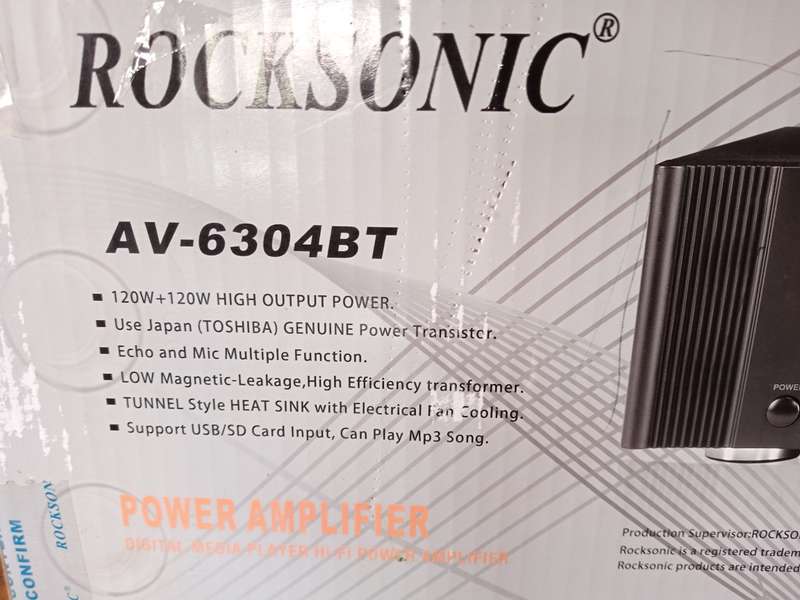 ROCKSONIC®
AV-6304BT
▪ 120W+120W HIGH OUTPUT POWER.
▪ Use Japan (TOSHIBA) GENUINE Power Transistor.
▪ Echo and Mic Multiple Function.
▪ LOW Magnetic-Leakage,High Efficiency transformer.
▪ TUNNEL Style HEAT SINK with Electrical Fan Cooling.
▪ Support USB/SD Card Input, Can Play Mp3 Song.
POWER
POWER AMPLIFIER
DIGITAL MEDIA PLAYER HI-FI POWER AMPLIFIER
Production Supervisor:ROCKSO
Rocksonic is a registered tradem
Rocksonic products are intended
CONFIRM
ROCKSON